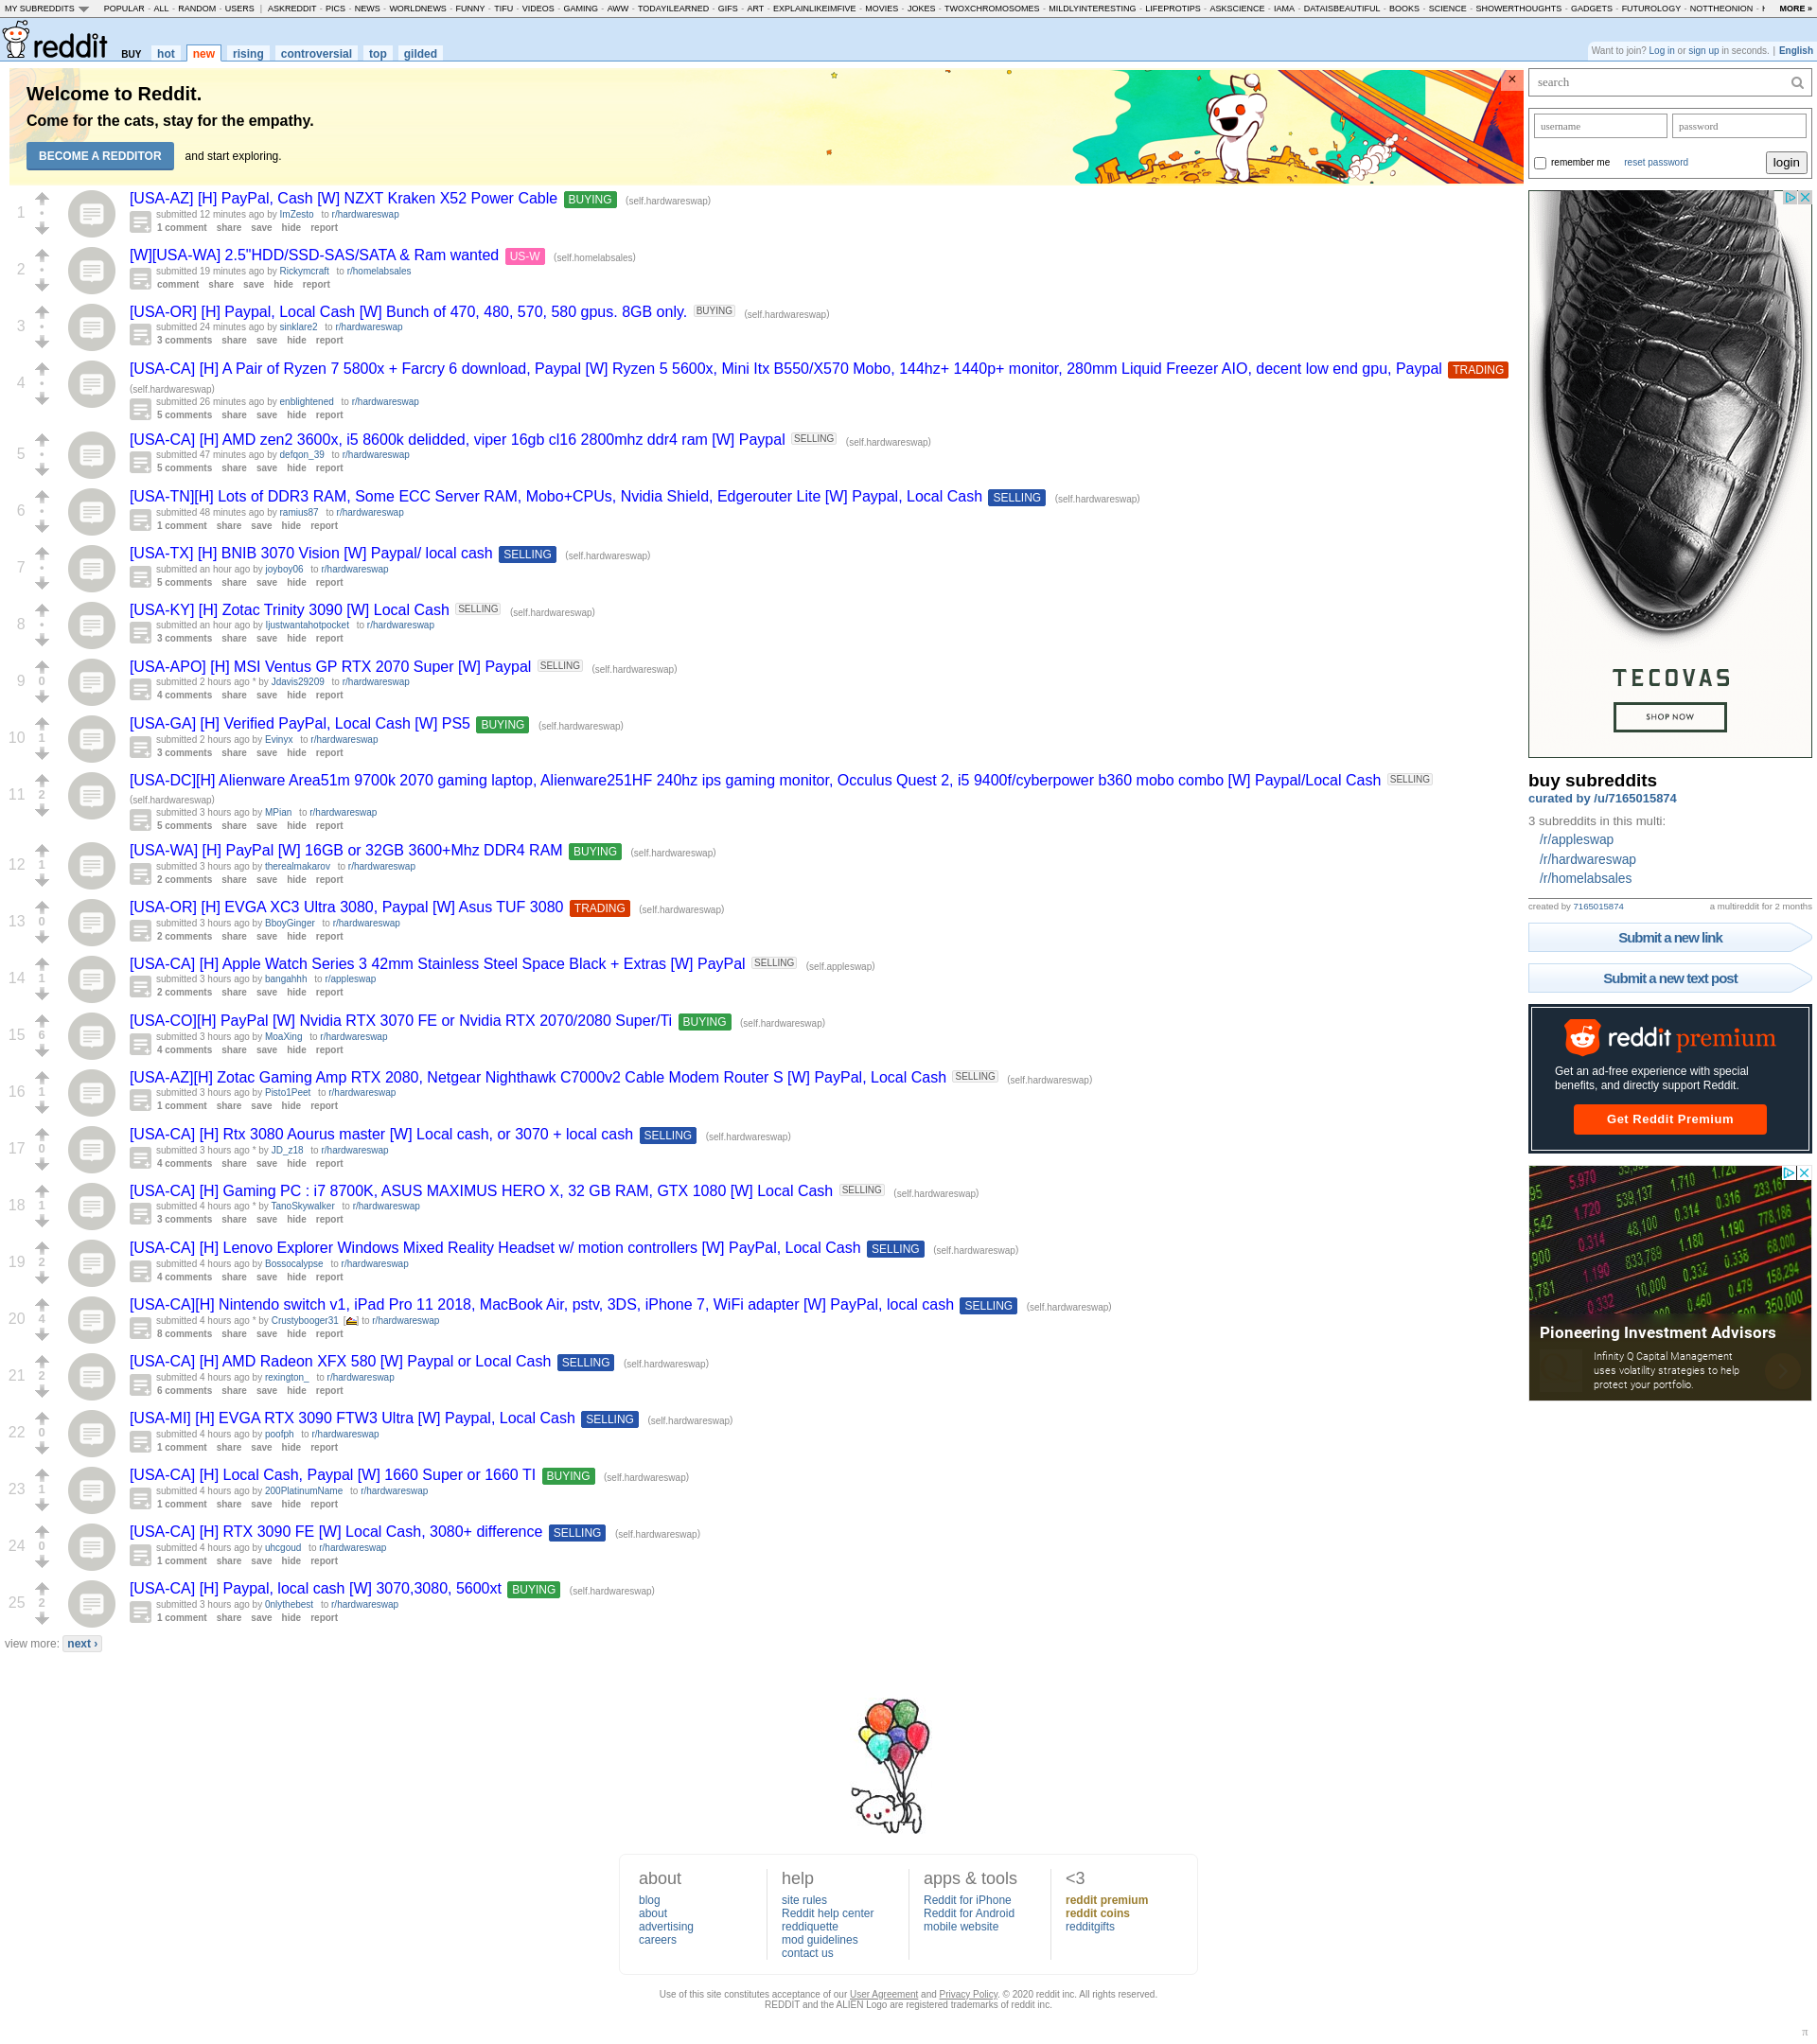 MY SUBREDDITS POPULAR - ALL - RANDOM - USERS | ASKREDDIT - PICS - NEWS - WORLDNEWS - FUNNY - TIFU - VIDEOS - GAMING - AWW - TODAYILEARNED - GIFS - ART - EXPLAINLIKEIMFIVE - MOVIES - JOKES - TWOXCHROMOSOMES - MILDLYINTERESTING - LIFEPROTIPS - ASKSCIENCE - IAMA - DATAISBEAUTIFUL - BOOKS - SCIENCE - SHOWERTHOUGHTS - GADGETS - FUTUROLOGY - NOTTHEONION - MORE »
reddit BUY hot new rising controversial top gilded
Want to join? Log in or sign up in seconds. | English
Welcome to Reddit.
Come for the cats, stay for the empathy.
BECOME A REDDITOR and start exploring.
1 [USA-AZ] [H] PayPal, Cash [W] NZXT Kraken X52 Power Cable BUYING (self.hardwareswap)
submitted 12 minutes ago by ImZesto to r/hardwareswap
1 comment share save hide report
2 [W][USA-WA] 2.5"HDD/SSD-SAS/SATA & Ram wanted US-W (self.homelabsales)
submitted 19 minutes ago by Rickymcraft to r/homelabsales
comment share save hide report
3 [USA-OR] [H] Paypal, Local Cash [W] Bunch of 470, 480, 570, 580 gpus. 8GB only. BUYING (self.hardwareswap)
submitted 24 minutes ago by sinklare2 to r/hardwareswap
3 comments share save hide report
4 [USA-CA] [H] A Pair of Ryzen 7 5800x + Farcry 6 download, Paypal [W] Ryzen 5 5600x, Mini Itx B550/X570 Mobo, 144hz+ 1440p+ monitor, 280mm Liquid Freezer AIO, decent low end gpu, Paypal TRADING
(self.hardwareswap)
submitted 26 minutes ago by enblightened to r/hardwareswap
5 comments share save hide report
5 [USA-CA] [H] AMD zen2 3600x, i5 8600k delidded, viper 16gb cl16 2800mhz ddr4 ram [W] Paypal SELLING (self.hardwareswap)
submitted 47 minutes ago by defqon_39 to r/hardwareswap
5 comments share save hide report
6 [USA-TN][H] Lots of DDR3 RAM, Some ECC Server RAM, Mobo+CPUs, Nvidia Shield, Edgerouter Lite [W] Paypal, Local Cash SELLING (self.hardwareswap)
submitted 48 minutes ago by ramius87 to r/hardwareswap
1 comment share save hide report
7 [USA-TX] [H] BNIB 3070 Vision [W] Paypal/ local cash SELLING (self.hardwareswap)
submitted an hour ago by joyboy06 to r/hardwareswap
5 comments share save hide report
8 [USA-KY] [H] Zotac Trinity 3090 [W] Local Cash SELLING (self.hardwareswap)
submitted an hour ago by Ijustwantahotpocket to r/hardwareswap
3 comments share save hide report
9 0 [USA-APO] [H] MSI Ventus GP RTX 2070 Super [W] Paypal SELLING (self.hardwareswap)
submitted 2 hours ago * by Jdavis29209 to r/hardwareswap
4 comments share save hide report
10 1 [USA-GA] [H] Verified PayPal, Local Cash [W] PS5 BUYING (self.hardwareswap)
submitted 2 hours ago by Evinyx to r/hardwareswap
3 comments share save hide report
11 2 [USA-DC][H] Alienware Area51m 9700k 2070 gaming laptop, Alienware251HF 240hz ips gaming monitor, Occulus Quest 2, i5 9400f/cyberpower b360 mobo combo [W] Paypal/Local Cash SELLING
(self.hardwareswap)
submitted 3 hours ago by MPian to r/hardwareswap
5 comments share save hide report
12 1 [USA-WA] [H] PayPal [W] 16GB or 32GB 3600+Mhz DDR4 RAM BUYING (self.hardwareswap)
submitted 3 hours ago by therealmakarov to r/hardwareswap
2 comments share save hide report
13 0 [USA-OR] [H] EVGA XC3 Ultra 3080, Paypal [W] Asus TUF 3080 TRADING (self.hardwareswap)
submitted 3 hours ago by BboyGinger to r/hardwareswap
2 comments share save hide report
14 1 [USA-CA] [H] Apple Watch Series 3 42mm Stainless Steel Space Black + Extras [W] PayPal SELLING (self.appleswap)
submitted 3 hours ago by bangahhh to r/appleswap
2 comments share save hide report
15 6 [USA-CO][H] PayPal [W] Nvidia RTX 3070 FE or Nvidia RTX 2070/2080 Super/Ti BUYING (self.hardwareswap)
submitted 3 hours ago by MoaXing to r/hardwareswap
4 comments share save hide report
16 1 [USA-AZ][H] Zotac Gaming Amp RTX 2080, Netgear Nighthawk C7000v2 Cable Modem Router S [W] PayPal, Local Cash SELLING (self.hardwareswap)
submitted 3 hours ago by Pisto1Peet to r/hardwareswap
1 comment share save hide report
17 0 [USA-CA] [H] Rtx 3080 Aourus master [W] Local cash, or 3070 + local cash SELLING (self.hardwareswap)
submitted 3 hours ago * by JD_z18 to r/hardwareswap
4 comments share save hide report
18 1 [USA-CA] [H] Gaming PC : i7 8700K, ASUS MAXIMUS HERO X, 32 GB RAM, GTX 1080 [W] Local Cash SELLING (self.hardwareswap)
submitted 4 hours ago * by TanoSkywalker to r/hardwareswap
3 comments share save hide report
19 2 [USA-CA] [H] Lenovo Explorer Windows Mixed Reality Headset w/ motion controllers [W] PayPal, Local Cash SELLING (self.hardwareswap)
submitted 4 hours ago by Bossocalypse to r/hardwareswap
4 comments share save hide report
20 4 [USA-CA][H] Nintendo switch v1, iPad Pro 11 2018, MacBook Air, pstv, 3DS, iPhone 7, WiFi adapter [W] PayPal, local cash SELLING (self.hardwareswap)
submitted 4 hours ago * by Crustybooger31 [] to r/hardwareswap
8 comments share save hide report
21 2 [USA-CA] [H] AMD Radeon XFX 580 [W] Paypal or Local Cash SELLING (self.hardwareswap)
submitted 4 hours ago by rexington_ to r/hardwareswap
6 comments share save hide report
22 0 [USA-MI] [H] EVGA RTX 3090 FTW3 Ultra [W] Paypal, Local Cash SELLING (self.hardwareswap)
submitted 4 hours ago by poofph to r/hardwareswap
1 comment share save hide report
23 1 [USA-CA] [H] Local Cash, Paypal [W] 1660 Super or 1660 TI BUYING (self.hardwareswap)
submitted 4 hours ago by 200PlatinumName to r/hardwareswap
1 comment share save hide report
24 0 [USA-CA] [H] RTX 3090 FE [W] Local Cash, 3080+ difference SELLING (self.hardwareswap)
submitted 4 hours ago by uhcgoud to r/hardwareswap
1 comment share save hide report
25 2 [USA-CA] [H] Paypal, local cash [W] 3070,3080, 5600xt BUYING (self.hardwareswap)
submitted 3 hours ago by 0nlythebest to r/hardwareswap
1 comment share save hide report
view more: next ›
search
username password
remember me reset password login
TECOVAS
SHOP NOW
buy subreddits
curated by /u/7165015874
3 subreddits in this multi:
/r/appleswap
/r/hardwareswap
/r/homelabsales
created by 7165015874 a multireddit for 2 months
Submit a new link
Submit a new text post
reddit premium
Get an ad-free experience with special
benefits, and directly support Reddit.
Get Reddit Premium
Pioneering Investment Advisors
Infinity Q Capital Management
uses volatility strategies to help
protect your portfolio.
about
blog
about
advertising
careers
help
site rules
Reddit help center
reddiquette
mod guidelines
contact us
apps & tools
Reddit for iPhone
Reddit for Android
mobile website
<3
reddit premium
reddit coins
redditgifts
Use of this site constitutes acceptance of our User Agreement and Privacy Policy. © 2020 reddit inc. All rights reserved.
REDDIT and the ALIEN Logo are registered trademarks of reddit inc.
π